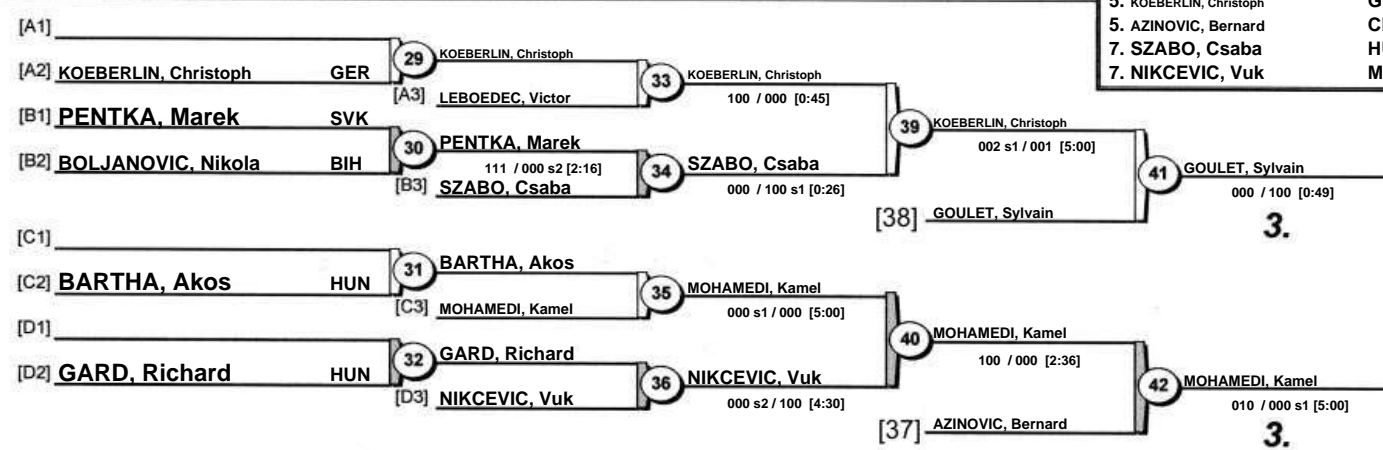 5. KOEBERLIN, Christoph G
5. AZINOVIC, Bernard
7. SZABO, Csaba
7. NIKCEVIC, Vuk M
[A1]
[A2] KOEBERLIN, Christoph GER
29
KOEBERLIN, Christoph
[A3] LEBOEDEC, Victor
33
KOEBERLIN, Christoph
100 / 000 [0:45]
[B1] PENTKA, Marek SVK
[B2] BOLJANOVIC, Nikola BIH
30
PENTKA, Marek
111 / 000 s2 [2:16]
[B3] SZABO, Csaba
34
SZABO, Csaba
000 / 100 s1 [0:26]
39
KOEBERLIN, Christoph
002 s1 / 001 [5:00]
[38] GOULET, Sylvain
41
GOULET, Sylvain
000 / 100 [0:49]
3.
[C1]
[C2] BARTHA, Akos HUN
31
BARTHA, Akos
[C3] MOHAMEDI, Kamel
35
MOHAMEDI, Kamel
000 s1 / 000 [5:00]
[D1]
[D2] GARD, Richard HUN
32
GARD, Richard
[D3] NIKCEVIC, Vuk
36
NIKCEVIC, Vuk
000 s2 / 100 [4:30]
40
MOHAMEDI, Kamel
100 / 000 [2:36]
[37] AZINOVIC, Bernard
42
MOHAMEDI, Kamel
010 / 000 s1 [5:00]
3.